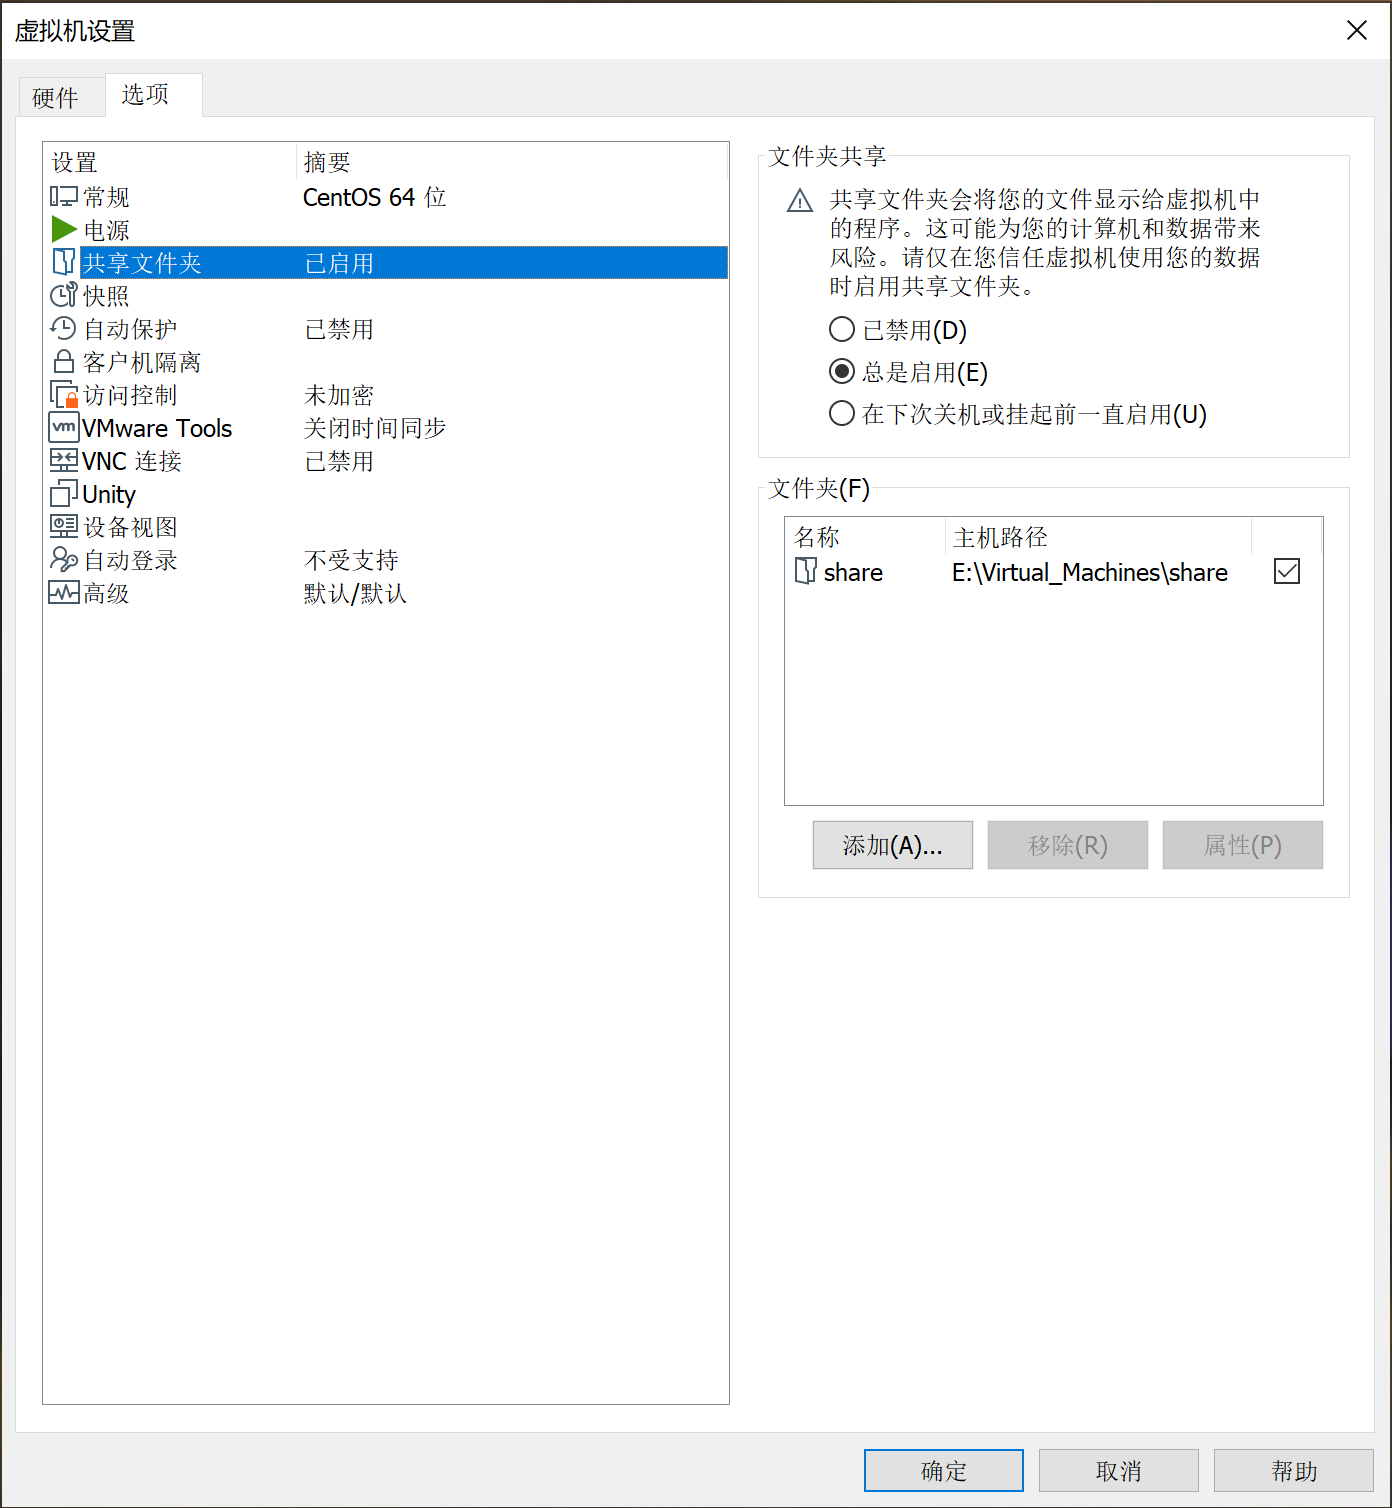 虚拟机设置
硬件
选项
设置
摘要
常规
CentOS 64 位
电源
共享文件夹
已启用
快照
自动保护
已禁用
客户机隔离
访问控制
未加密
vm
VMware Tools
关闭时间同步
VNC 连接
已禁用
Unity
设备视图
自动登录
不受支持
高级
默认/默认
文件夹共享
共享文件夹会将您的文件显示给虚拟机中
的程序。这可能为您的计算机和数据带来
风险。请仅在您信任虚拟机使用您的数据
时启用共享文件夹。
已禁用(D)
总是启用(E)
在下次关机或挂起前一直启用(U)
文件夹(F)
名称
主机路径
share
E:\Virtual_Machines\share
添加(A)...
移除(R)
属性(P)
确定
取消
帮助